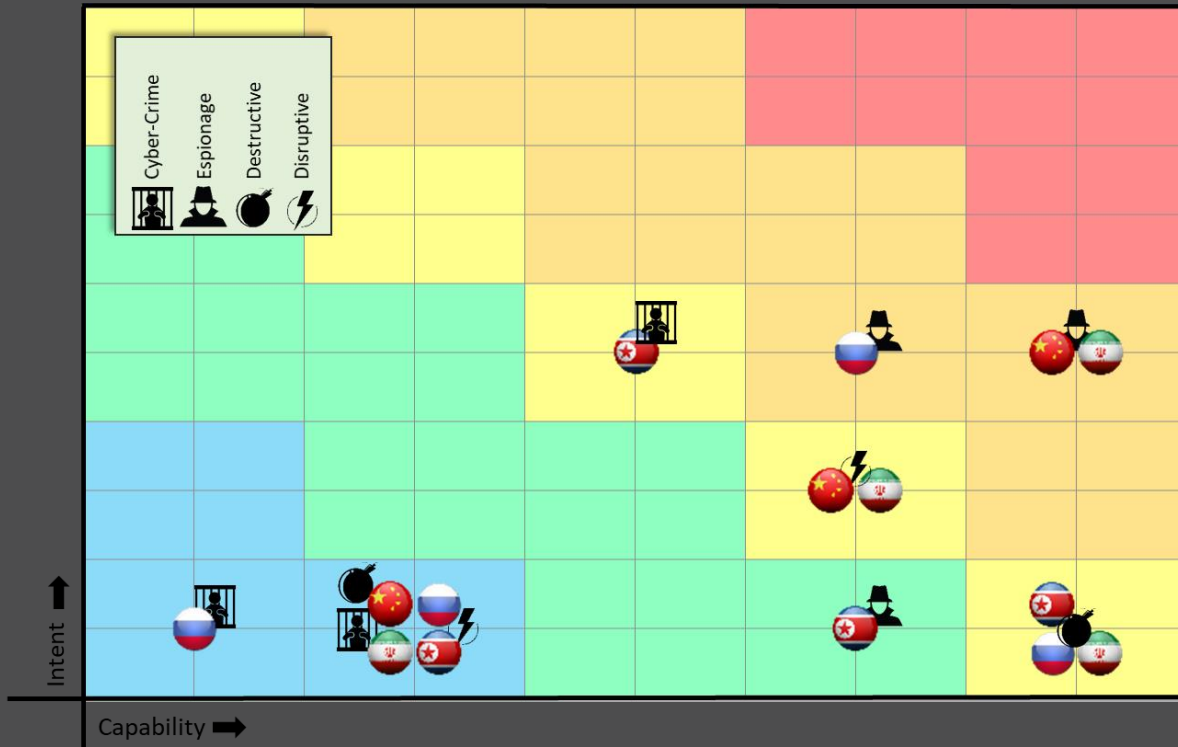 Cyber-Crime
Espionage
Destructive
Disruptive
Intent
Capability